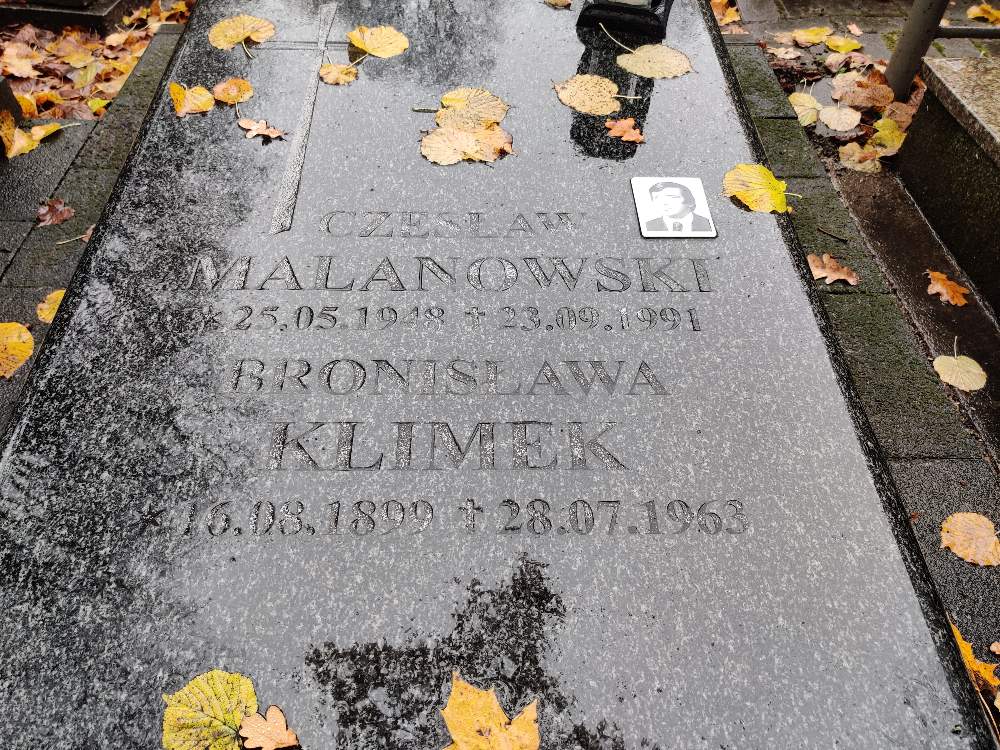 CZESŁAW
MALANOWSKI
* 25.05.1948 † 23.09.1991
BRONISŁAWA
KLIMEK
* 16.08.1899 † 28.07.1963